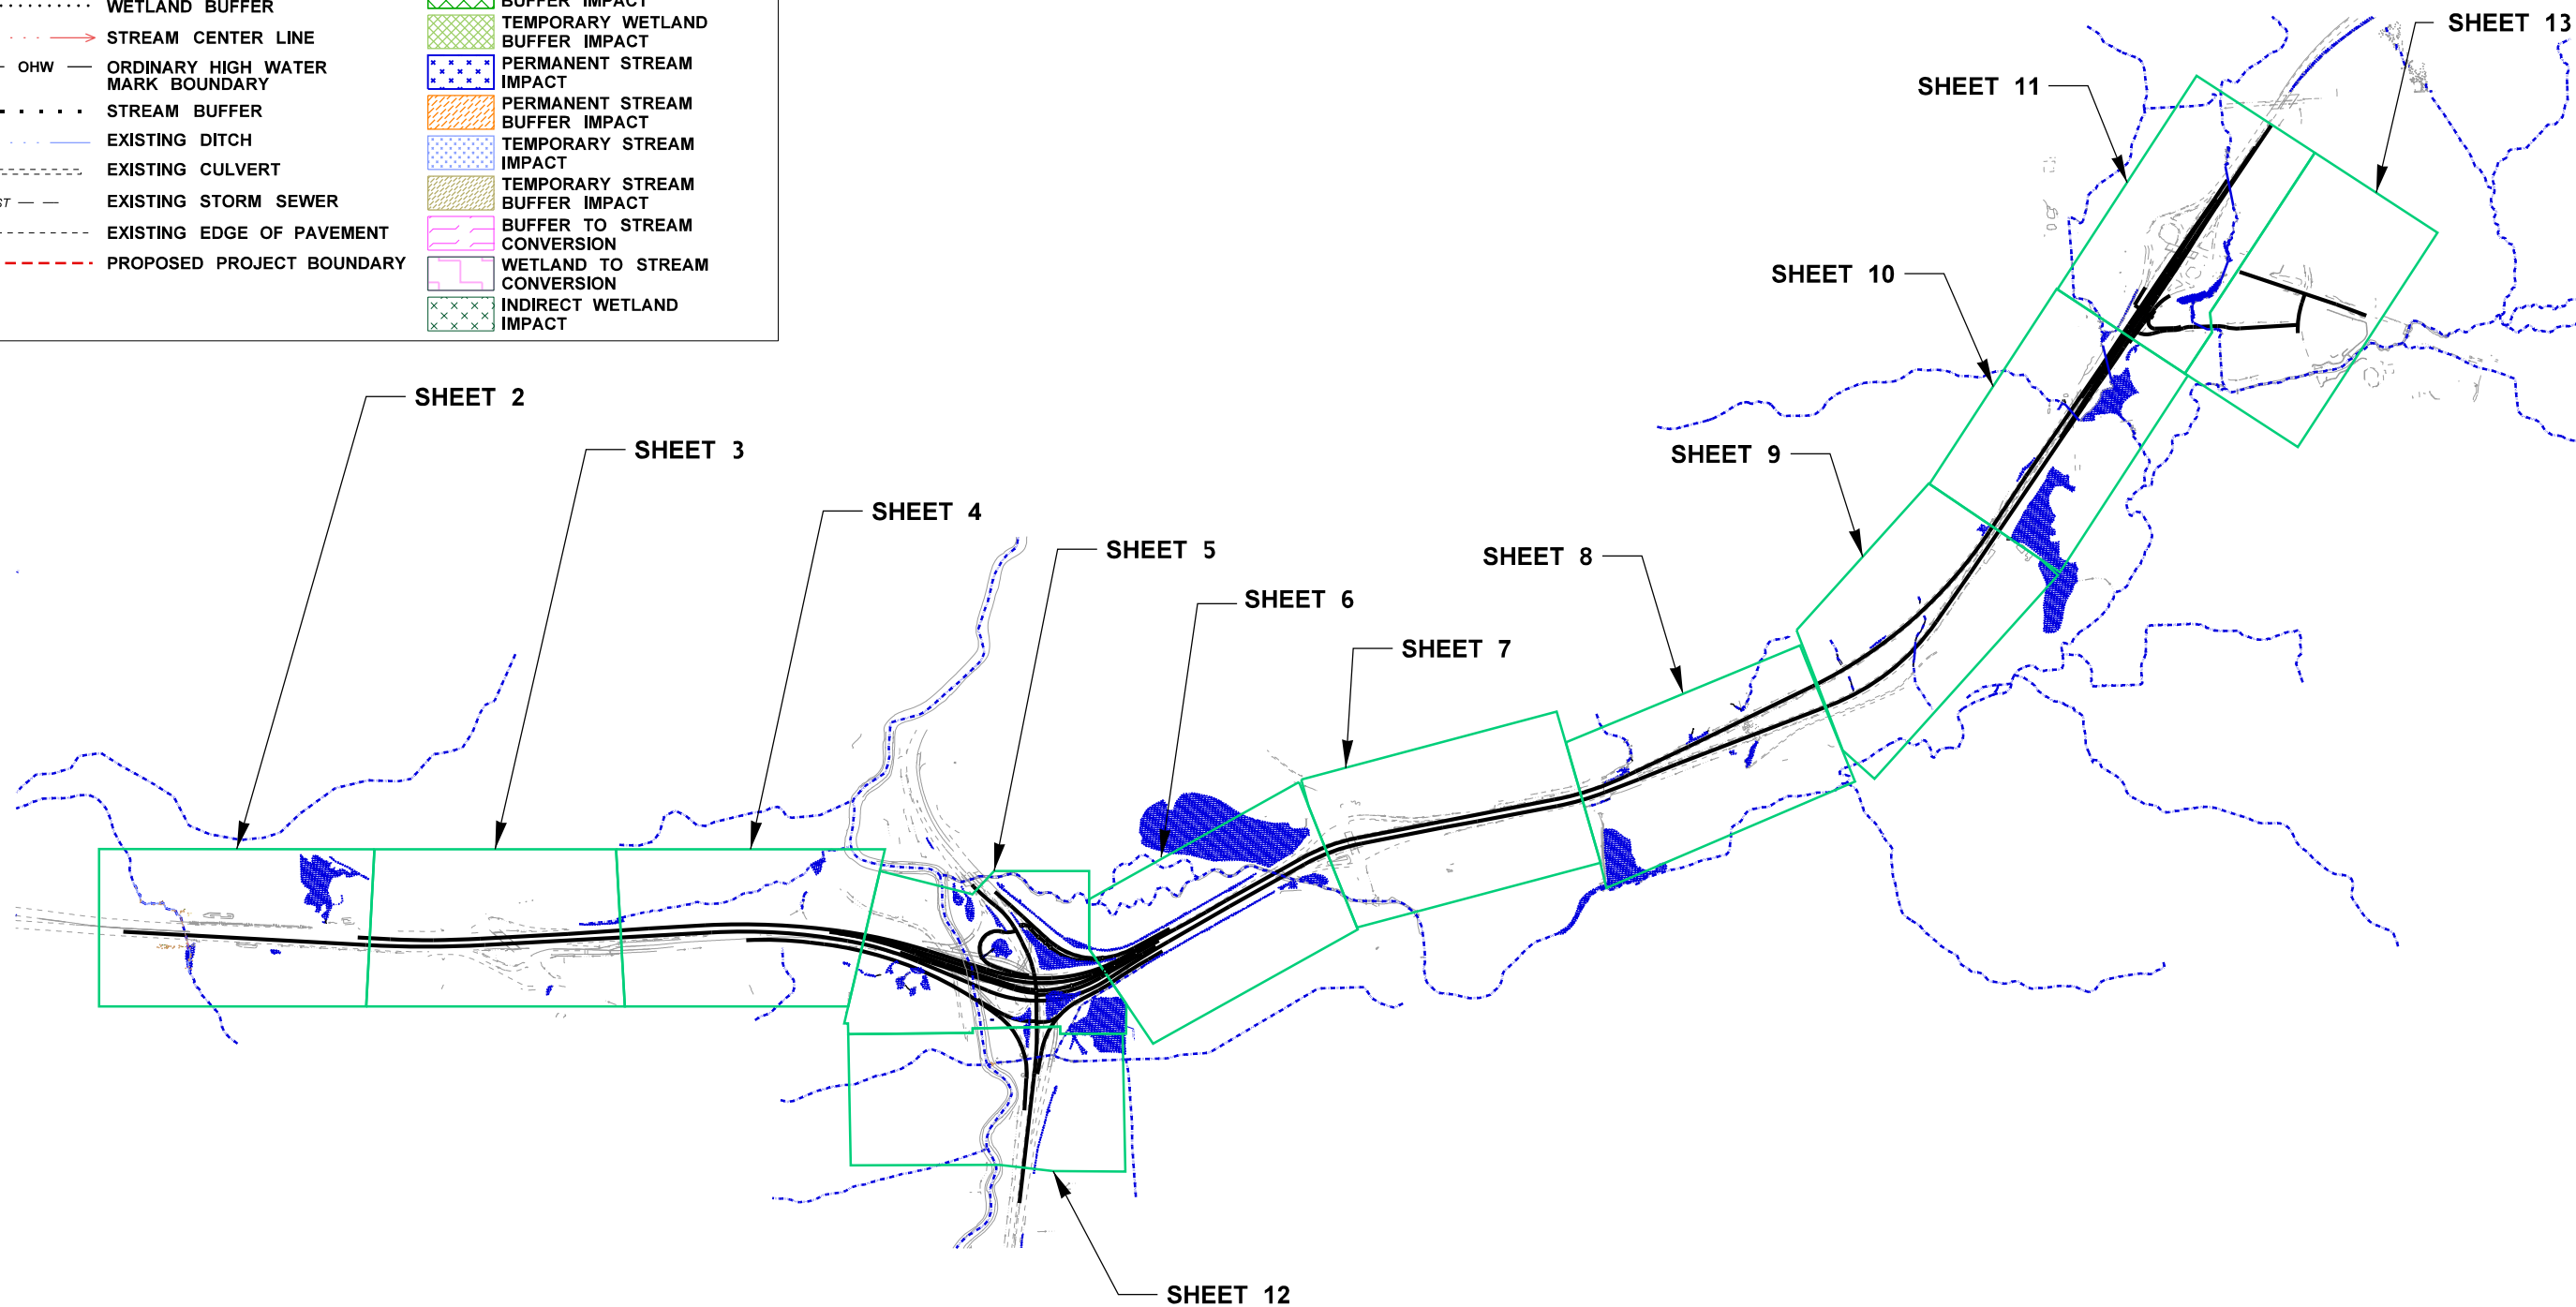 WETLAND BUFFER
STREAM CENTER LINE
OHW
ORDINARY HIGH WATER
MARK BOUNDARY
STREAM BUFFER
EXISTING DITCH
EXISTING CULVERT
ST
EXISTING STORM SEWER
EXISTING EDGE OF PAVEMENT
PROPOSED PROJECT BOUNDARY
BUFFER IMPACT
TEMPORARY WETLAND
BUFFER IMPACT
PERMANENT STREAM
IMPACT
PERMANENT STREAM
BUFFER IMPACT
TEMPORARY STREAM
IMPACT
TEMPORARY STREAM
BUFFER IMPACT
BUFFER TO STREAM
CONVERSION
WETLAND TO STREAM
CONVERSION
INDIRECT WETLAND
IMPACT
SHEET 13
SHEET 11
SHEET 10
SHEET 2
SHEET 3
SHEET 9
SHEET 4
SHEET 5
SHEET 8
SHEET 6
SHEET 7
SHEET 12